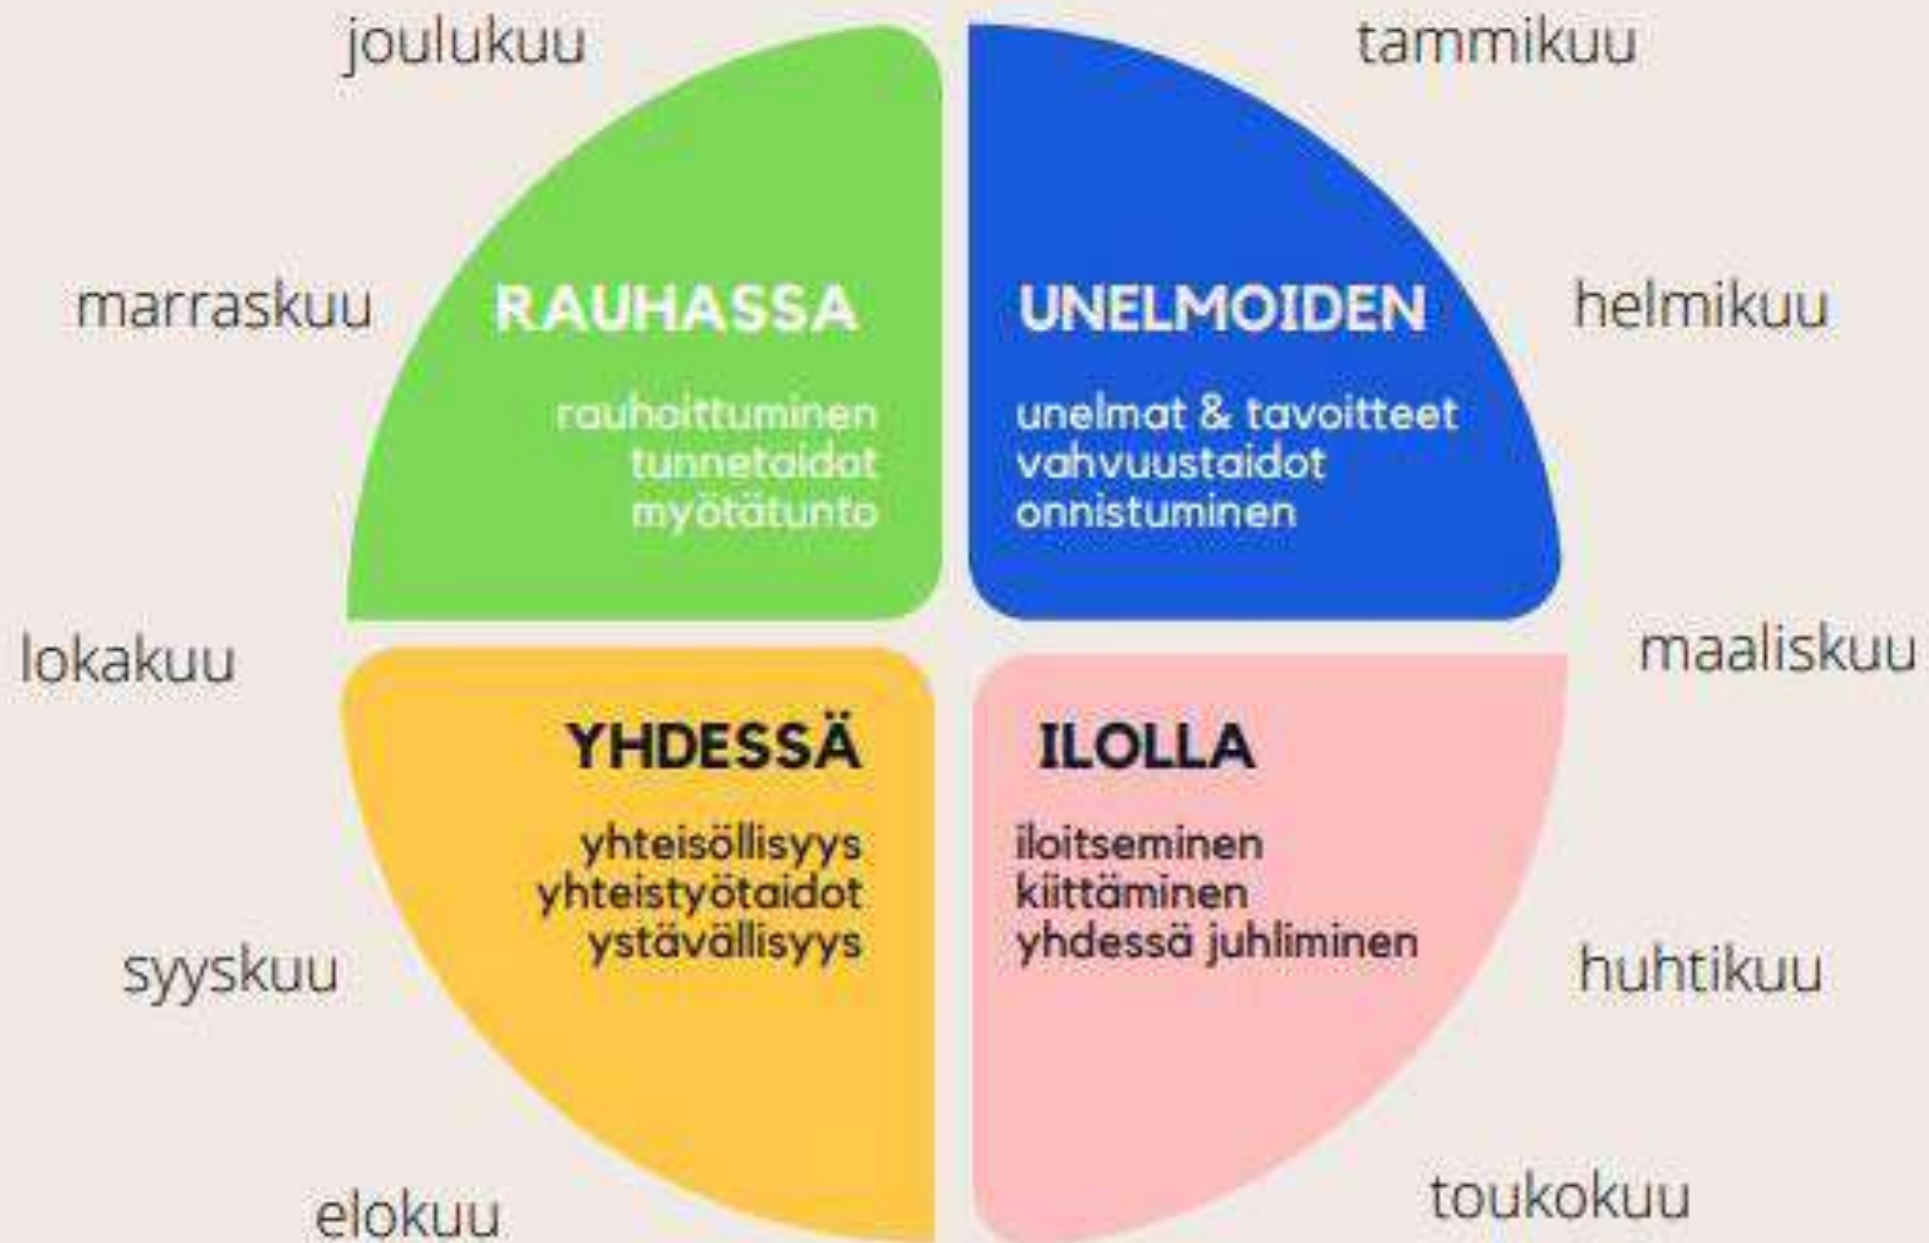 joulukuu
tammikuu
marraskuu
RAUHASSA
rauhoittuminen
tunnetaidot
myötätunto
UNELMOIDEN
unelmat & tavoitteet
vahvuustaidot
onnistuminen
helmikuu
lokakuu
maaliskuu
YHDESSÄ
yhteisöllisyys
yhteistyötaidot
ystävällisyys
ILOLLA
iloitseminen
kiittäminen
yhdessä juhliminen
syyskuu
huhtikuu
elokuu
toukokuu